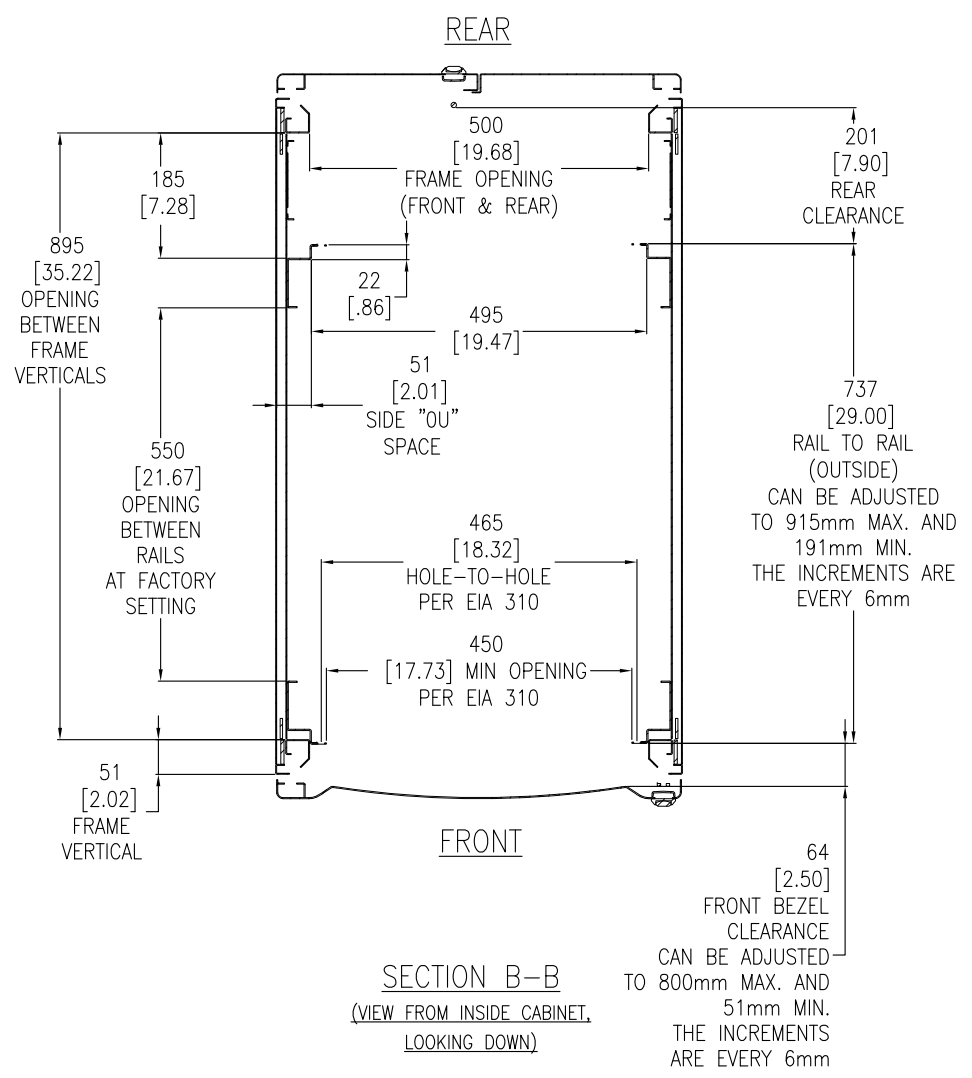 REAR
500
[19.68]
FRAME OPENING
(FRONT & REAR)
201
[7.90]
REAR
CLEARANCE
185
[7.28]
895
[35.22]
OPENING
BETWEEN
FRAME
VERTICALS
22
[.86]
495
[19.47]
51
[2.01]
SIDE "0U"
SPACE
737
[29.00]
RAIL TO RAIL
(OUTSIDE)
CAN BE ADJUSTED
TO 915mm MAX. AND
191mm MIN.
THE INCREMENTS ARE
EVERY 6mm
550
[21.67]
OPENING
BETWEEN
RAILS
AT FACTORY
SETTING
465
[18.32]
HOLE-TO-HOLE
PER EIA 310
450
[17.73] MIN OPENING
PER EIA 310
51
[2.02]
FRAME
VERTICAL
FRONT
64
[2.50]
FRONT BEZEL
CLEARANCE
CAN BE ADJUSTED
TO 800mm MAX. AND
51mm MIN.
THE INCREMENTS
ARE EVERY 6mm
SECTION B-B
(VIEW FROM INSIDE CABINET,
LOOKING DOWN)